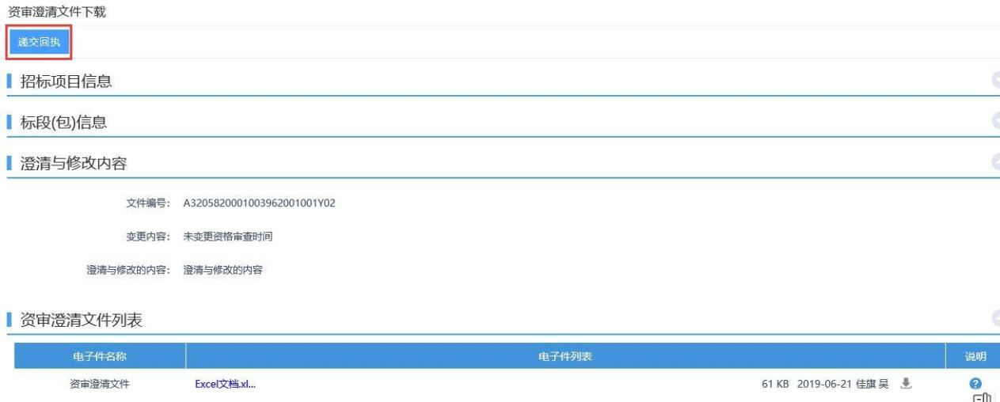 资审澄清文件下载
递交回执
招标项目信息
标段(包)信息
澄清与修改内容
文件编号： A3205820001003962001001Y02
变更内容： 未变更资格审查时间
澄清与修改的内容： 澄清与修改的内容
资审澄清文件列表
电子件名称 电子件列表 说明
资审澄清文件 Excel文档.xl... 61 KB 2019-06-21 佳旗 吴 ?